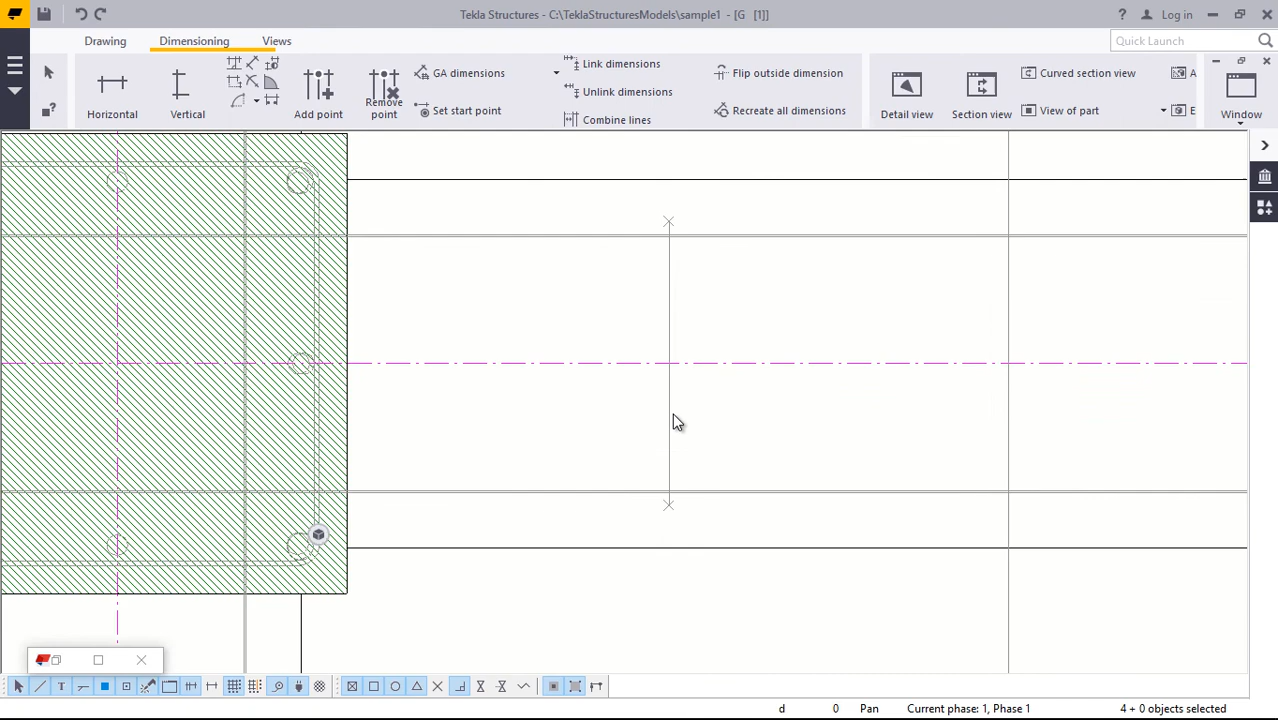 Tekla Structures - C:\TeklaStructuresModels\sample1 - [G [1]]
? Log in
Drawing Dimensioning Views
Quick Launch
Horizontal
Vertical
Add point
Remove point
GA dimensions
Set start point
Link dimensions
Unlink dimensions
Combine lines
Flip outside dimension
Recreate all dimensions
Detail view
Section view
Curved section view
View of part
A
E
Window
T
d 0 Pan Current phase: 1, Phase 1 4 + 0 objects selected